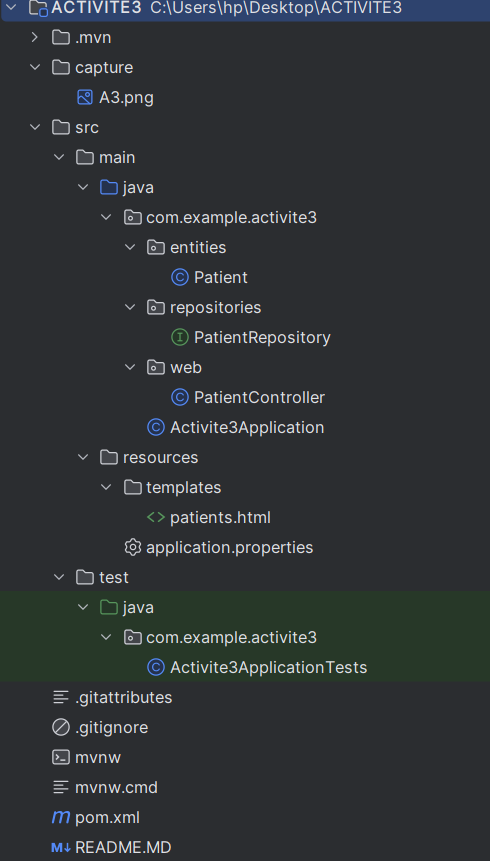 ACTIVITE3 C:\Users\hp\Desktop\ACTIVITE3
.mvn
capture
A3.png
src
main
java
com.example.activite3
entities
Patient
repositories
PatientRepository
web
PatientController
Activite3Application
resources
templates
patients.html
application.properties
test
java
com.example.activite3
Activite3ApplicationTests
.gitattributes
.gitignore
mvnw
mvnw.cmd
pom.xml
README.MD